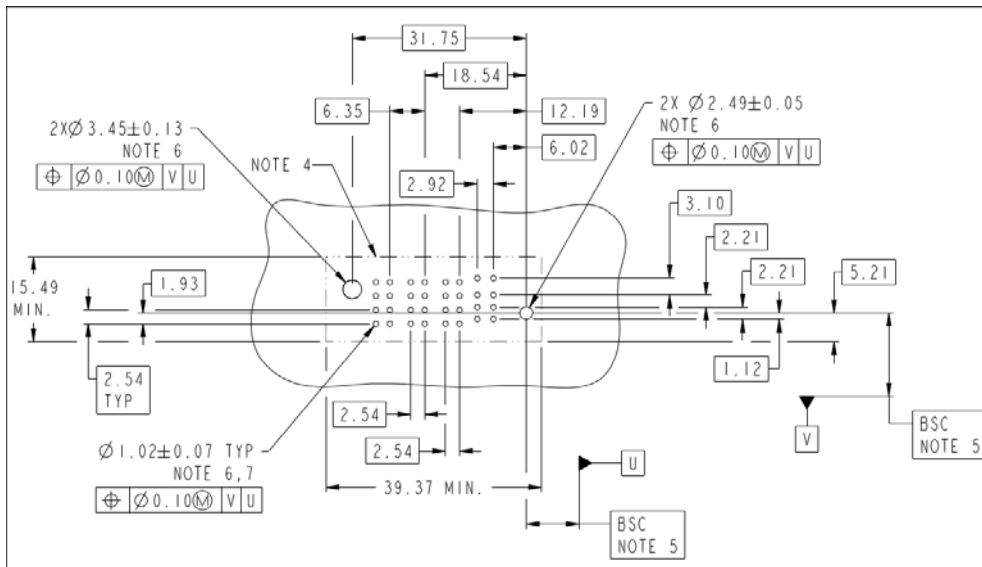 31.75
18.54
6.35
12.19
2X Ø2.49±0.05
NOTE 6
⌖ Ø0.10Ⓜ V U
2XØ3.45±0.13
NOTE 6
⌖ Ø0.10Ⓜ V U
NOTE 4
6.02
2.92
3.10
2.21
2.21
5.21
15.49
MIN.
1.93
2.54
TYP
1.12
2.54
2.54
Ø1.02±0.07 TYP
NOTE 6,7
⌖ Ø0.10Ⓜ V U
39.37 MIN.
U
V
BSC
NOTE 5
BSC
NOTE 5